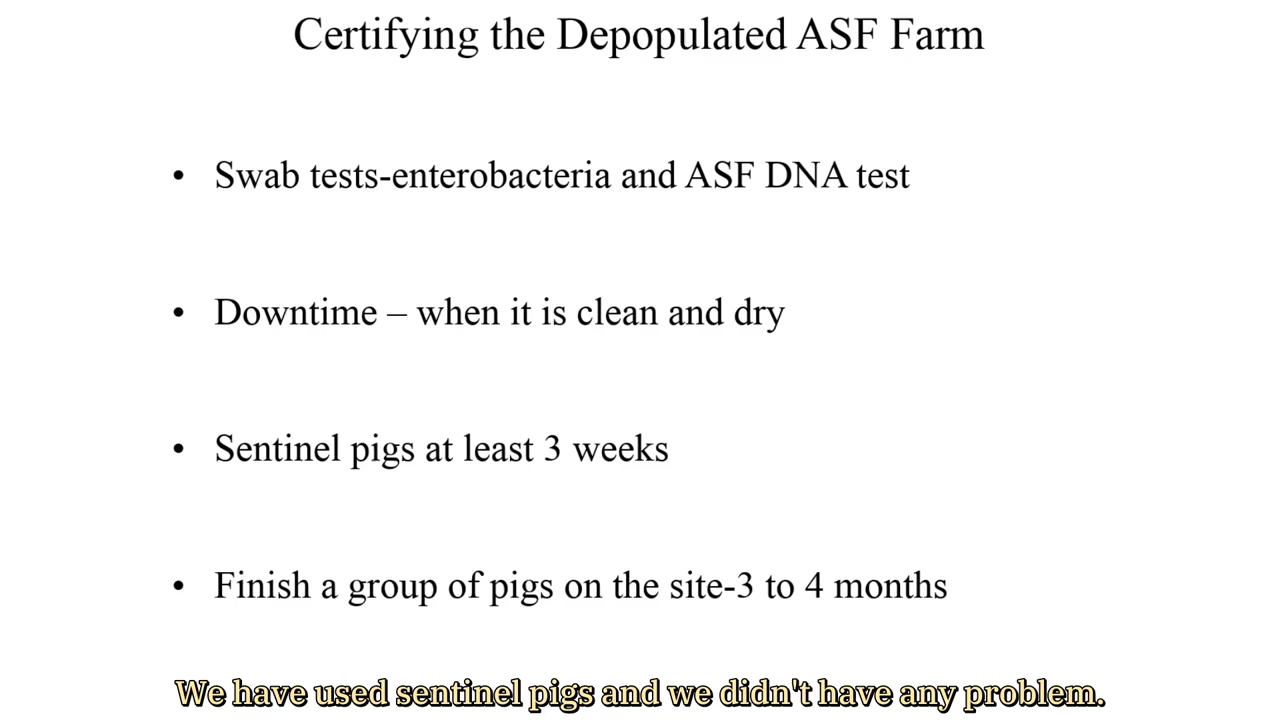 Certifying the Depopulated ASF Farm
• Swab tests-enterobacteria and ASF DNA test
• Downtime – when it is clean and dry
• Sentinel pigs at least 3 weeks
• Finish a group of pigs on the site-3 to 4 months
We have used sentinel pigs and we didn't have any problem.